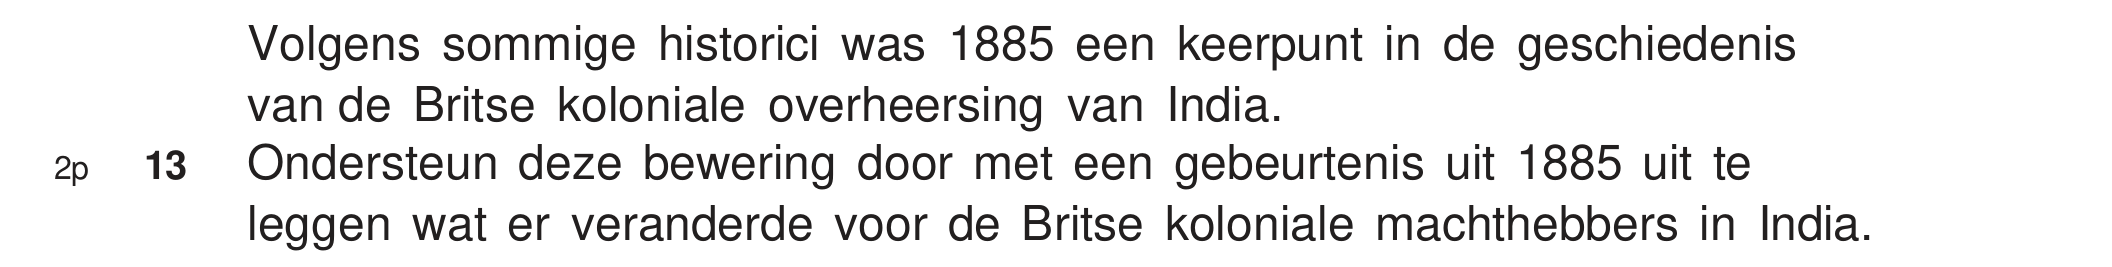 Volgens sommige historici was 1885 een keerpunt in de geschiedenis
van de Britse koloniale overheersing van India.
2p 13 Ondersteun deze bewering door met een gebeurtenis uit 1885 uit te
leggen wat er veranderde voor de Britse koloniale machthebbers in India.